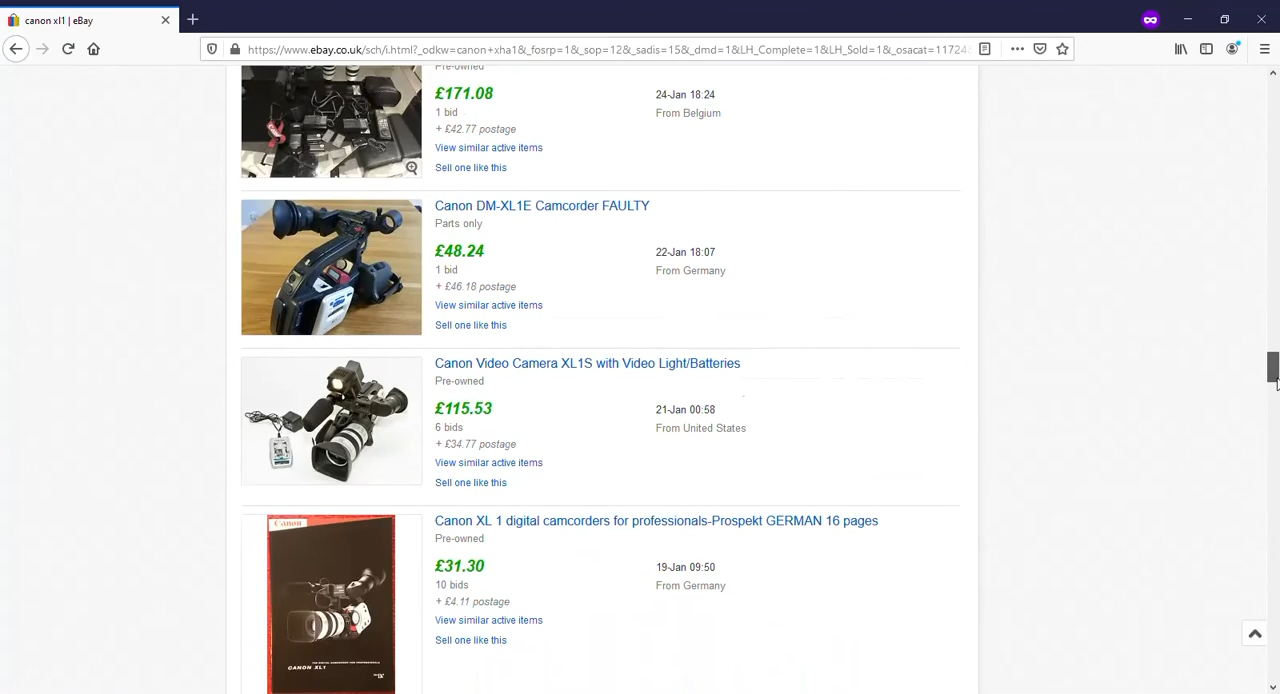 canon xl1 | eBay
https://www.ebay.co.uk/sch/i.html?_odkw=canon+xha1&_fosrp=1&_sop=12&_sadis=15&_dmd=1&LH_Complete=1&LH_Sold=1&_osacat=11724
Pre-owned
£171.08
24-Jan 18:24
1 bid
From Belgium
+ £42.77 postage
View similar active items
Sell one like this
Canon DM-XL1E Camcorder FAULTY
Parts only
£48.24
22-Jan 18:07
1 bid
From Germany
+ £46.18 postage
View similar active items
Sell one like this
Canon Video Camera XL1S with Video Light/Batteries
Pre-owned
£115.53
21-Jan 00:58
6 bids
From United States
+ £34.77 postage
View similar active items
Sell one like this
Canon XL 1 digital camcorders for professionals-Prospekt GERMAN 16 pages
Pre-owned
£31.30
19-Jan 09:50
10 bids
From Germany
+ £4.11 postage
View similar active items
Sell one like this
Canon
CANON XL1